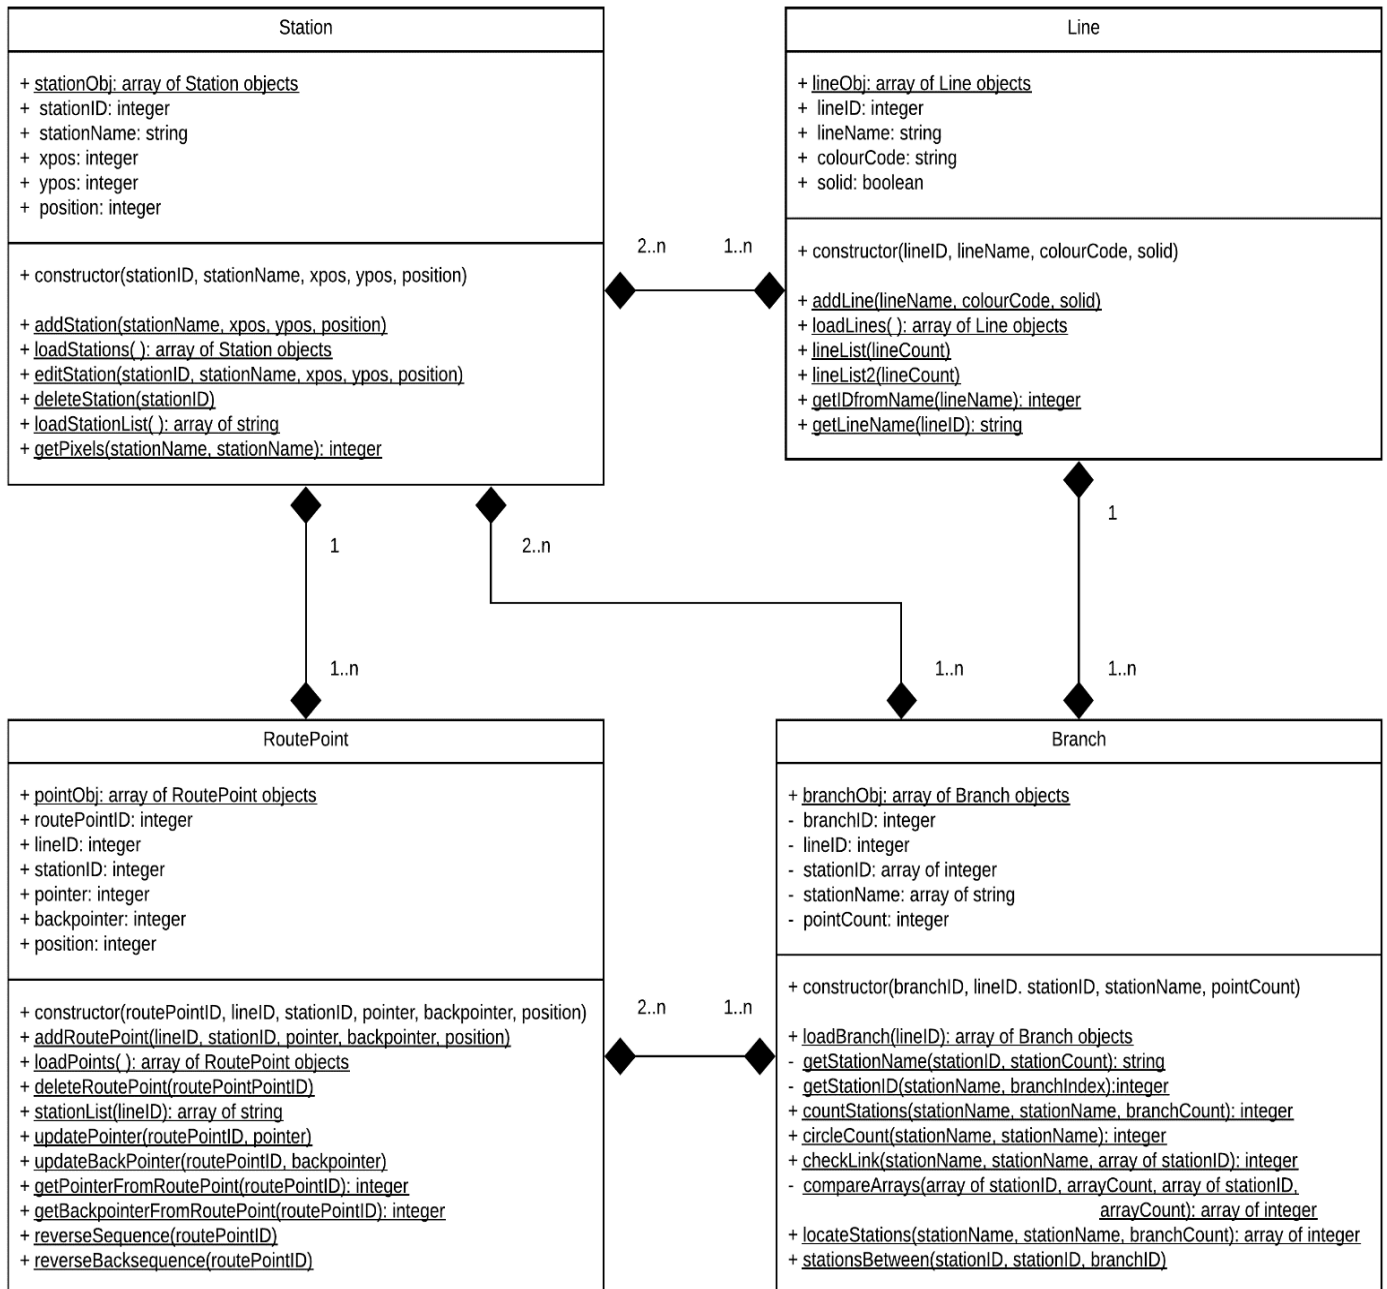 Station
+ stationObj: array of Station objects
+ stationID: integer
+ stationName: string
+ xpos: integer
+ ypos: integer
+ position: integer
+ constructor(stationID, stationName, xpos, ypos, position)
+ addStation(stationName, xpos, ypos, position)
+ loadStations( ): array of Station objects
+ editStation(stationID, stationName, xpos, ypos, position)
+ deleteStation(stationID)
+ loadStationList( ): array of string
+ getPixels(stationName, stationName): integer
2..n
1..n
Line
+ lineObj: array of Line objects
+ lineID: integer
+ lineName: string
+ colourCode: string
+ solid: boolean
+ constructor(lineID, lineName, colourCode, solid)
+ addLine(lineName, colourCode, solid)
+ loadLines( ): array of Line objects
+ lineList(lineCount)
+ lineList2(lineCount)
+ getIDfromName(lineName): integer
+ getLineName(lineID): string
1
2..n
1
1..n
1..n
1..n
RoutePoint
+ pointObj: array of RoutePoint objects
+ routePointID: integer
+ lineID: integer
+ stationID: integer
+ pointer: integer
+ backpointer: integer
+ position: integer
+ constructor(routePointID, lineID, stationID, pointer, backpointer, position)
+ addRoutePoint(lineID, stationID, pointer, backpointer, position)
+ loadPoints( ): array of RoutePoint objects
+ deleteRoutePoint(routePointPointID)
+ stationList(lineID): array of string
+ updatePointer(routePointID, pointer)
+ updateBackPointer(routePointID, backpointer)
+ getPointerFromRoutePoint(routePointID): integer
+ getBackpointerFromRoutePoint(routePointID): integer
+ reverseSequence(routePointID)
+ reverseBacksequence(routePointID)
2..n
1..n
Branch
+ branchObj: array of Branch objects
- branchID: integer
- lineID: integer
- stationID: array of integer
- stationName: array of string
- pointCount: integer
+ constructor(branchID, lineID. stationID, stationName, pointCount)
+ loadBranch(lineID): array of Branch objects
- getStationName(stationID, stationCount): string
- getStationID(stationName, branchIndex):integer
+ countStations(stationName, stationName, branchCount): integer
+ circleCount(stationName, stationName): integer
+ checkLink(stationName, stationName, array of stationID): integer
- compareArrays(array of stationID, arrayCount, array of stationID,
arrayCount): array of integer
+ locateStations(stationName, stationName, branchCount): array of integer
+ stationsBetween(stationID, stationID, branchID)